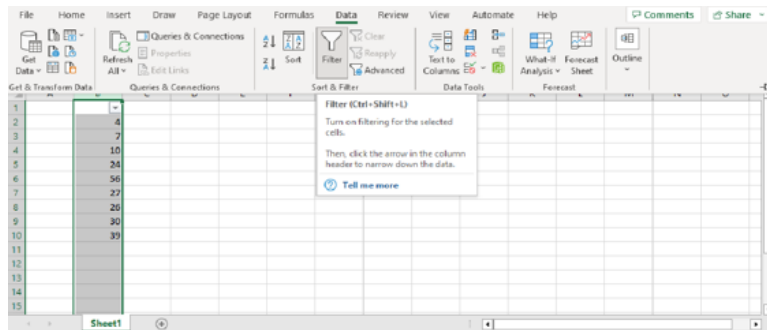 File Home Insert Draw Page Layout Formulas Data Review View Automate Help Comments Share
Get Data
Refresh All
Queries & Connections
Properties
Edit Links
Sort
Filter
Clear
Reapply
Advanced
Text to Columns
What-If Analysis
Forecast Sheet
Outline
Get & Transform Data Queries & Connections Sort & Filter Data Tools Forecast
Filter (Ctrl+Shift+L)
Turn on filtering for the selected
cells.
Then, click the arrow in the column
header to narrow down the data.
Tell me more
1
2 4
3 7
4 10
5 24
6 56
7 27
8 26
9 30
10 39
11
12
13
14
15
Sheet1